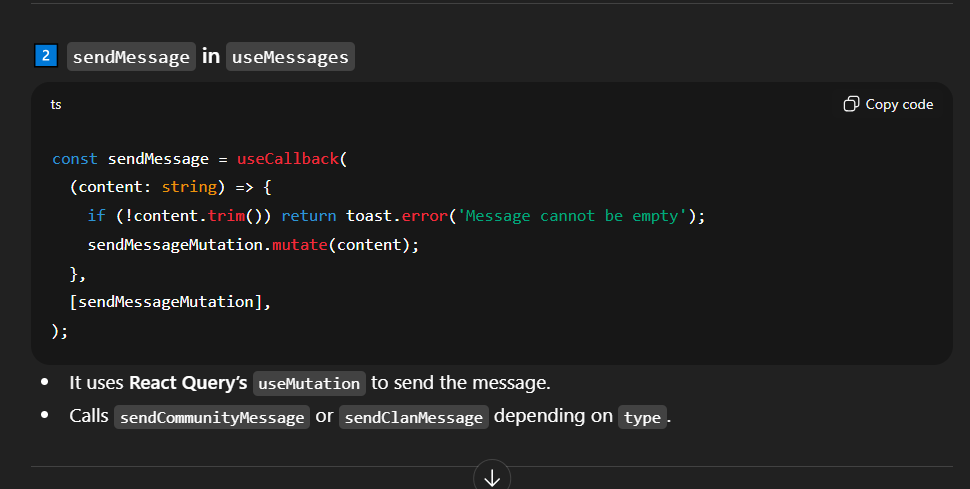 2 sendMessage in useMessages
ts
Copy code
const sendMessage = useCallback(
  (content: string) => {
    if (!content.trim()) return toast.error('Message cannot be empty');
    sendMessageMutation.mutate(content);
  },
  [sendMessageMutation],
);
• It uses React Query’s useMutation to send the message.
• Calls sendCommunityMessage or sendClanMessage depending on type.